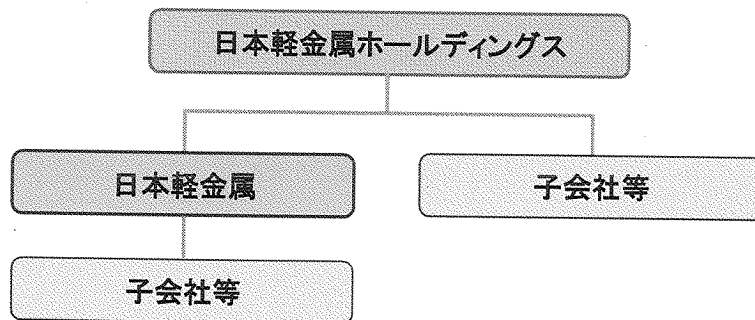 日本軽金属ホールディングス
日本軽金属
子会社等
子会社等